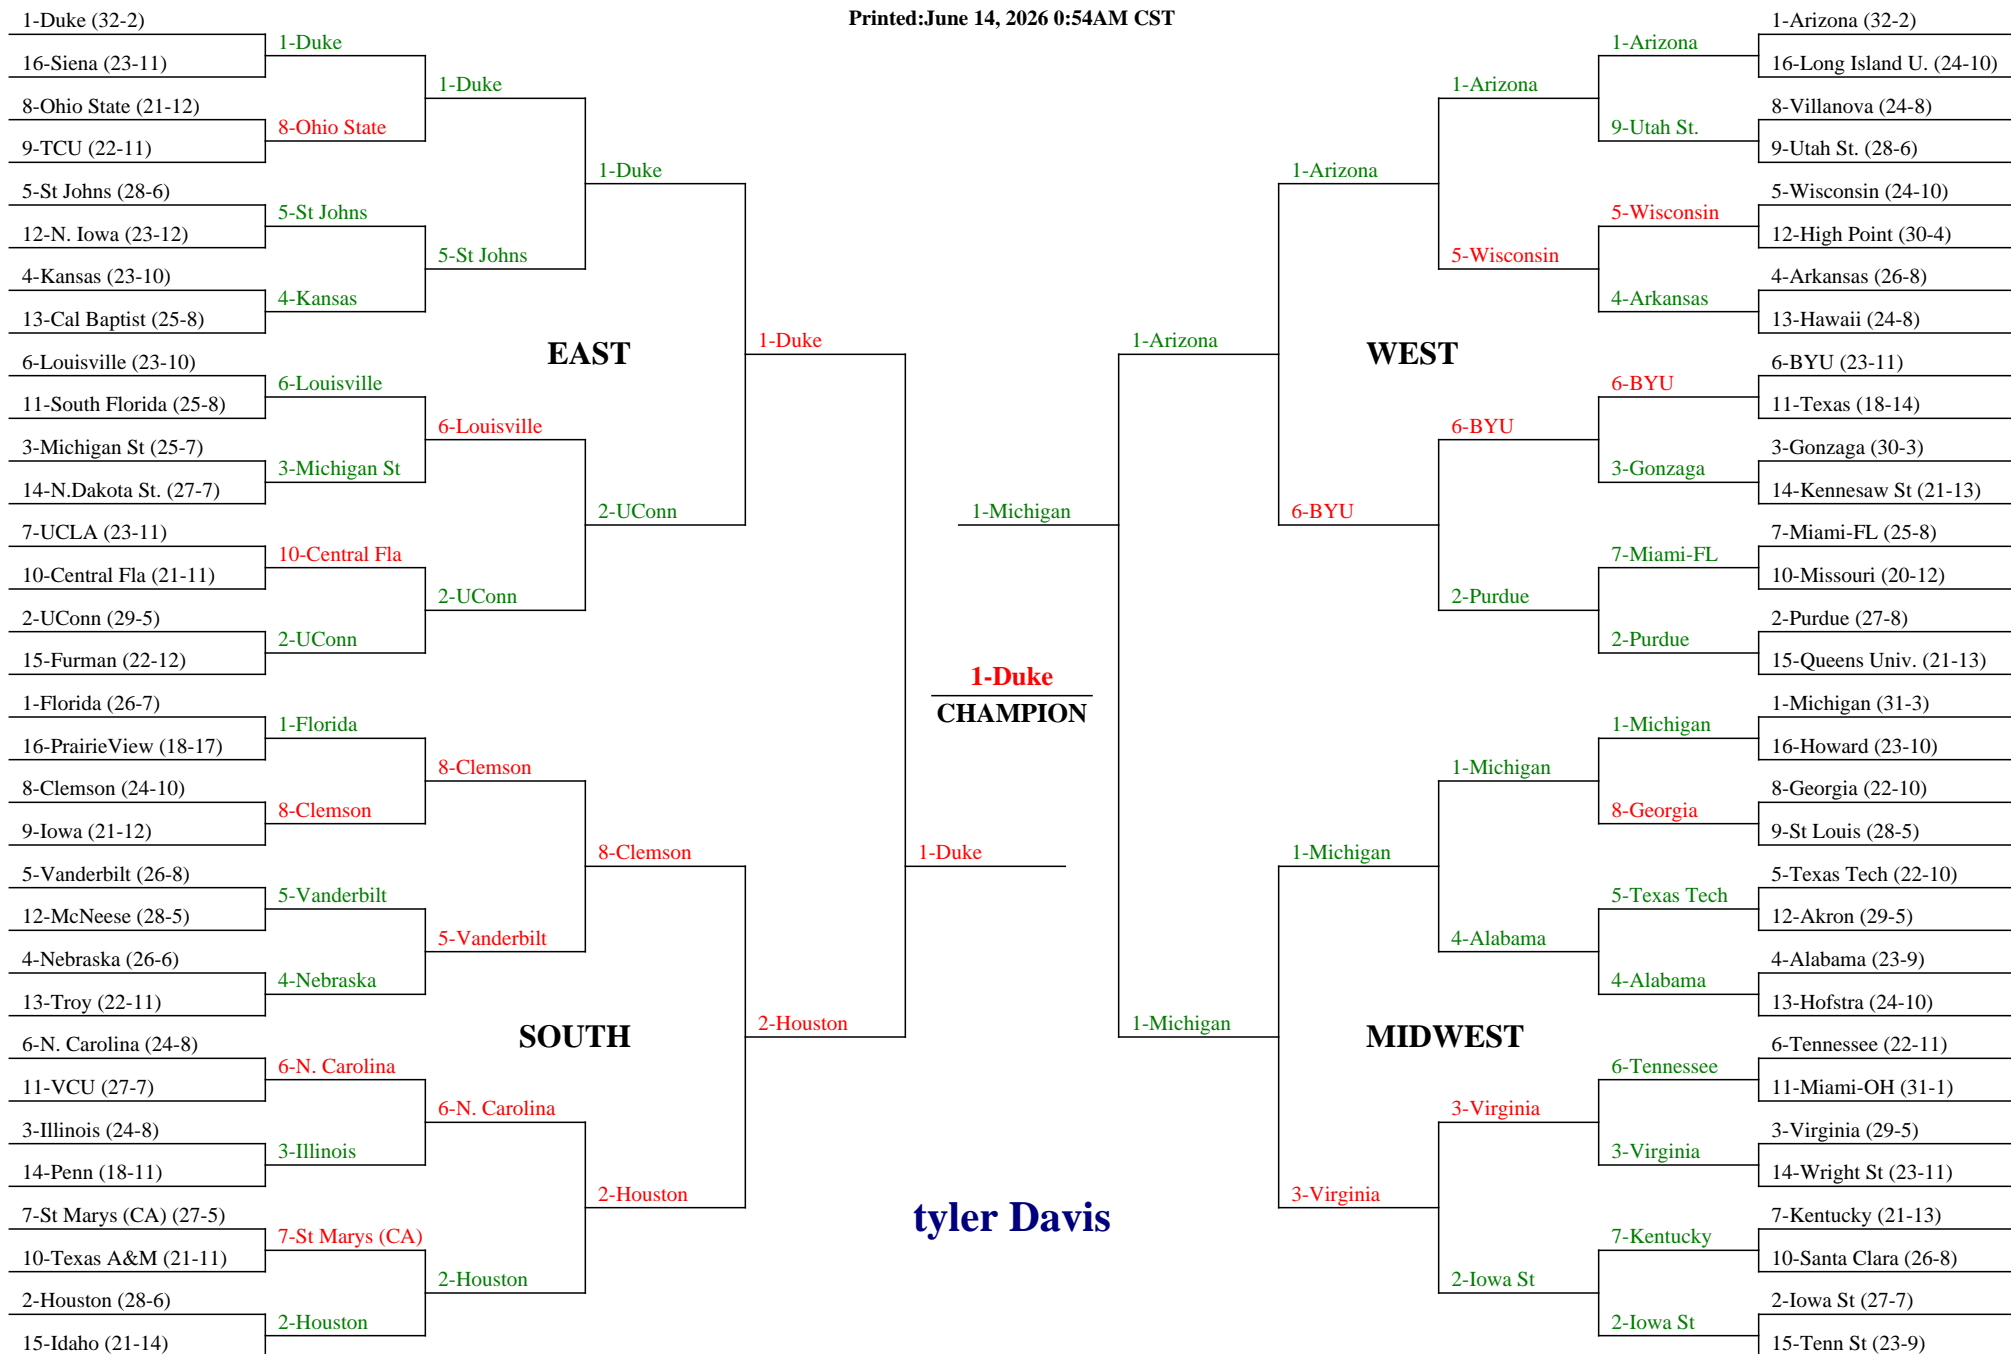 Printed:June 14, 2026 0:54AM CST
1-Duke (32-2)
16-Siena (23-11)
8-Ohio State (21-12)
9-TCU (22-11)
5-St Johns (28-6)
12-N. Iowa (23-12)
4-Kansas (23-10)
13-Cal Baptist (25-8)
6-Louisville (23-10)
11-South Florida (25-8)
3-Michigan St (25-7)
14-N.Dakota St. (27-7)
7-UCLA (23-11)
10-Central Fla (21-11)
2-UConn (29-5)
15-Furman (22-12)
1-Florida (26-7)
16-PrairieView (18-17)
8-Clemson (24-10)
9-Iowa (21-12)
5-Vanderbilt (26-8)
12-McNeese (28-5)
4-Nebraska (26-6)
13-Troy (22-11)
6-N. Carolina (24-8)
11-VCU (27-7)
3-Illinois (24-8)
14-Penn (18-11)
7-St Marys (CA) (27-5)
10-Texas A&M (21-11)
2-Houston (28-6)
15-Idaho (21-14)
1-Duke
8-Ohio State
5-St Johns
4-Kansas
6-Louisville
3-Michigan St
10-Central Fla
2-UConn
1-Florida
8-Clemson
5-Vanderbilt
4-Nebraska
6-N. Carolina
3-Illinois
7-St Marys (CA)
2-Houston
1-Duke
5-St Johns
6-Louisville
2-UConn
8-Clemson
5-Vanderbilt
6-N. Carolina
2-Houston
1-Duke
2-UConn
8-Clemson
2-Houston
EAST
SOUTH
1-Duke
2-Houston
1-Duke
1-Michigan
1-Duke
CHAMPION
tyler Davis
1-Arizona
1-Michigan
WEST
MIDWEST
1-Arizona
6-BYU
1-Michigan
3-Virginia
1-Arizona
5-Wisconsin
6-BYU
2-Purdue
1-Michigan
4-Alabama
3-Virginia
2-Iowa St
1-Arizona
9-Utah St.
5-Wisconsin
4-Arkansas
6-BYU
3-Gonzaga
7-Miami-FL
2-Purdue
1-Michigan
8-Georgia
5-Texas Tech
4-Alabama
6-Tennessee
3-Virginia
7-Kentucky
2-Iowa St
1-Arizona (32-2)
16-Long Island U. (24-10)
8-Villanova (24-8)
9-Utah St. (28-6)
5-Wisconsin (24-10)
12-High Point (30-4)
4-Arkansas (26-8)
13-Hawaii (24-8)
6-BYU (23-11)
11-Texas (18-14)
3-Gonzaga (30-3)
14-Kennesaw St (21-13)
7-Miami-FL (25-8)
10-Missouri (20-12)
2-Purdue (27-8)
15-Queens Univ. (21-13)
1-Michigan (31-3)
16-Howard (23-10)
8-Georgia (22-10)
9-St Louis (28-5)
5-Texas Tech (22-10)
12-Akron (29-5)
4-Alabama (23-9)
13-Hofstra (24-10)
6-Tennessee (22-11)
11-Miami-OH (31-1)
3-Virginia (29-5)
14-Wright St (23-11)
7-Kentucky (21-13)
10-Santa Clara (26-8)
2-Iowa St (27-7)
15-Tenn St (23-9)